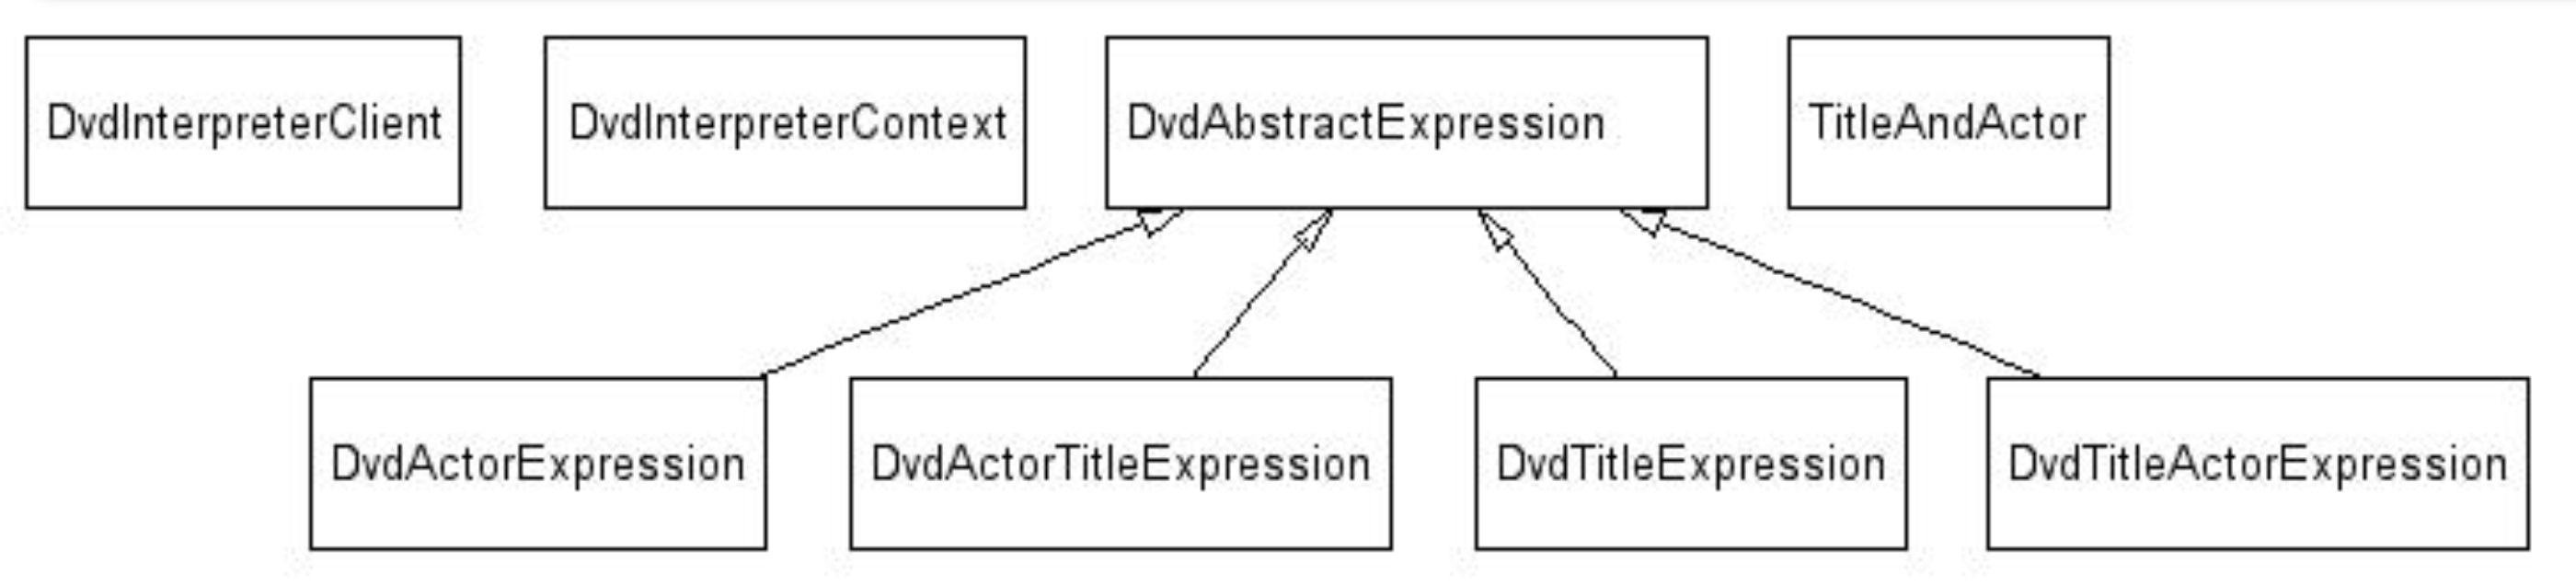 DvdInterpreterClient
DvdInterpreterContext
DvdAbstractExpression
TitleAndActor
DvdActorExpression
DvdActorTitleExpression
DvdTitleExpression
DvdTitleActorExpression